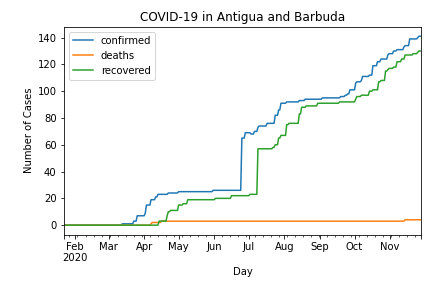 COVID-19 in Antigua and Barbuda
confirmed
deaths
recovered
Number of Cases
140
120
100
80
60
40
20
0
Feb Mar Apr May Jun Jul Aug Sep Oct Nov
2020
Day